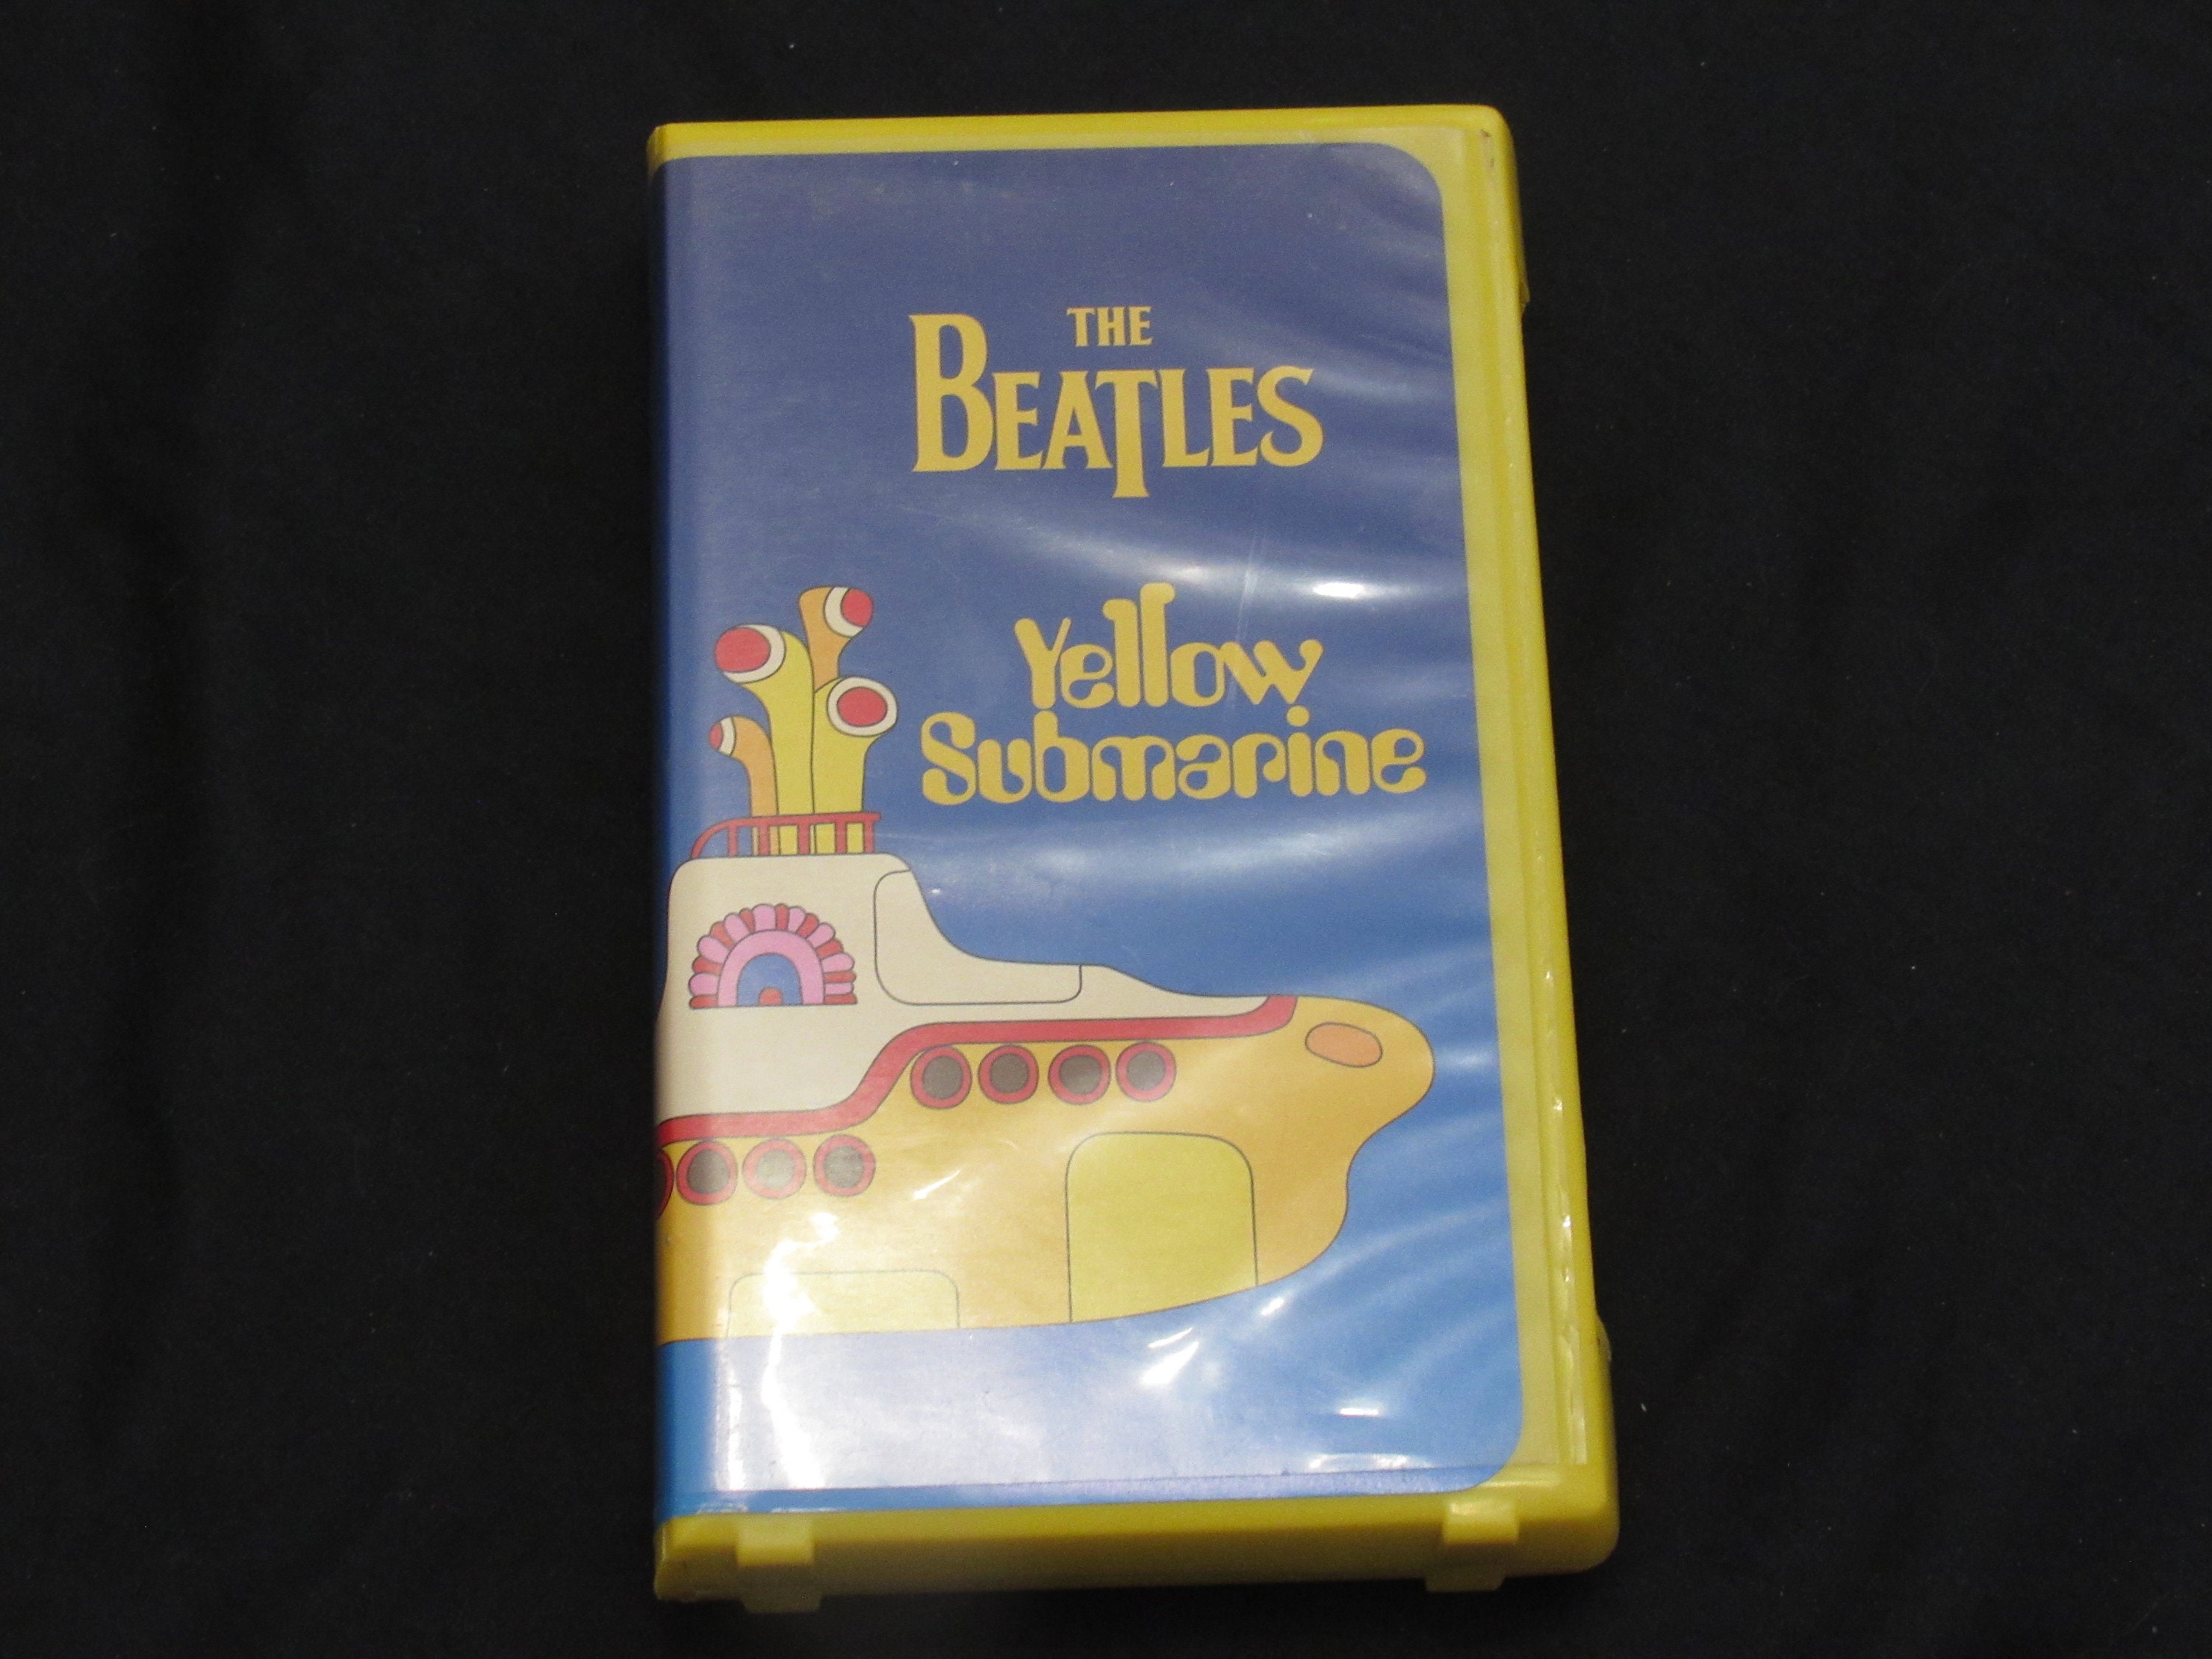 THE
BEATLES
Yellow
Submarine